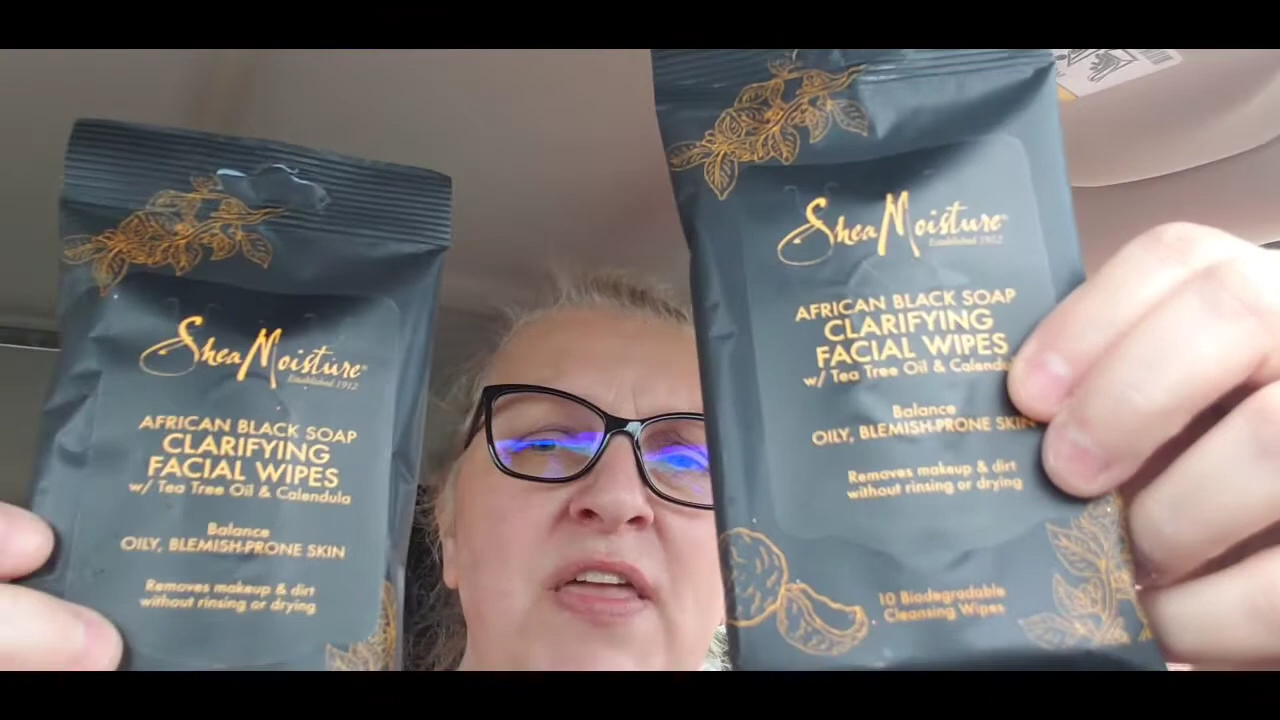 SheaMoisture®
Established 1912
AFRICAN BLACK SOAP
CLARIFYING
FACIAL WIPES
w/ Tea Tree Oil & Calendula
Balance
OILY, BLEMISH-PRONE SKIN
Removes makeup & dirt
without rinsing or drying
SheaMoisture®
Established 1912
AFRICAN BLACK SOAP
CLARIFYING
FACIAL WIPES
w/ Tea Tree Oil & Calendu
Balance
OILY, BLEMISH-PRONE SKIN
Removes makeup & dirt
without rinsing or drying
10 Biodegradable
Cleansing Wipes